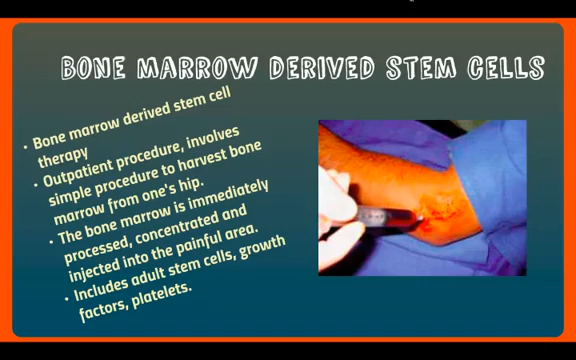 BONE MARROW DERIVED STEM CELLS
• Bone marrow derived stem cell
therapy
• Outpatient procedure, involves
simple procedure to harvest bone
marrow from one's hip.
• The bone marrow is immediately
processed, concentrated and
injected into the painful area.
• Includes adult stem cells, growth
factors, platelets.